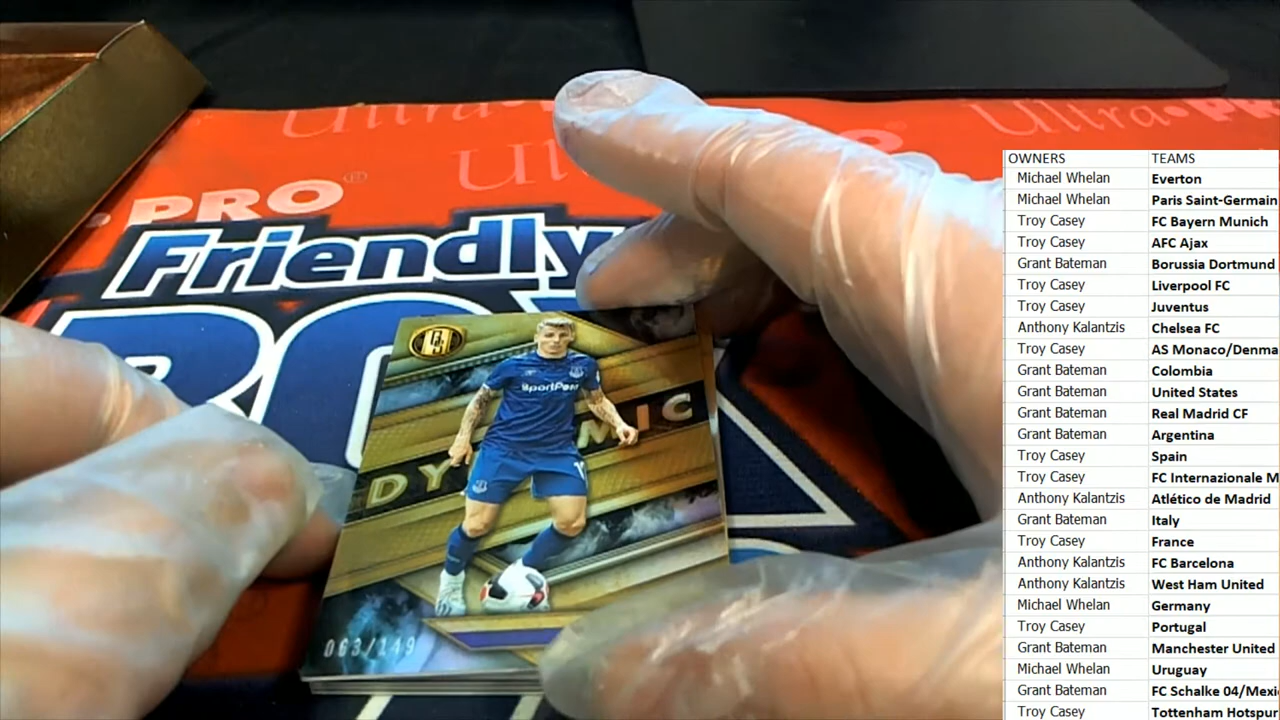 Ultra•PRO
Ultra•PR
Ul
PRO
• PRO
Friendly
SportPesa
DY MIC
063/149
OWNERS TEAMS
Michael Whelan Everton
Michael Whelan Paris Saint-Germain
Troy Casey FC Bayern Munich
Troy Casey AFC Ajax
Grant Bateman Borussia Dortmund
Troy Casey Liverpool FC
Troy Casey Juventus
Anthony Kalantzis Chelsea FC
Troy Casey AS Monaco/Denma
Grant Bateman Colombia
Grant Bateman United States
Grant Bateman Real Madrid CF
Grant Bateman Argentina
Troy Casey Spain
Troy Casey FC Internazionale M
Anthony Kalantzis Atlético de Madrid
Grant Bateman Italy
Troy Casey France
Anthony Kalantzis FC Barcelona
Anthony Kalantzis West Ham United
Michael Whelan Germany
Troy Casey Portugal
Grant Bateman Manchester United
Michael Whelan Uruguay
Grant Bateman FC Schalke 04/Mexi
Troy Casey Tottenham Hotspur